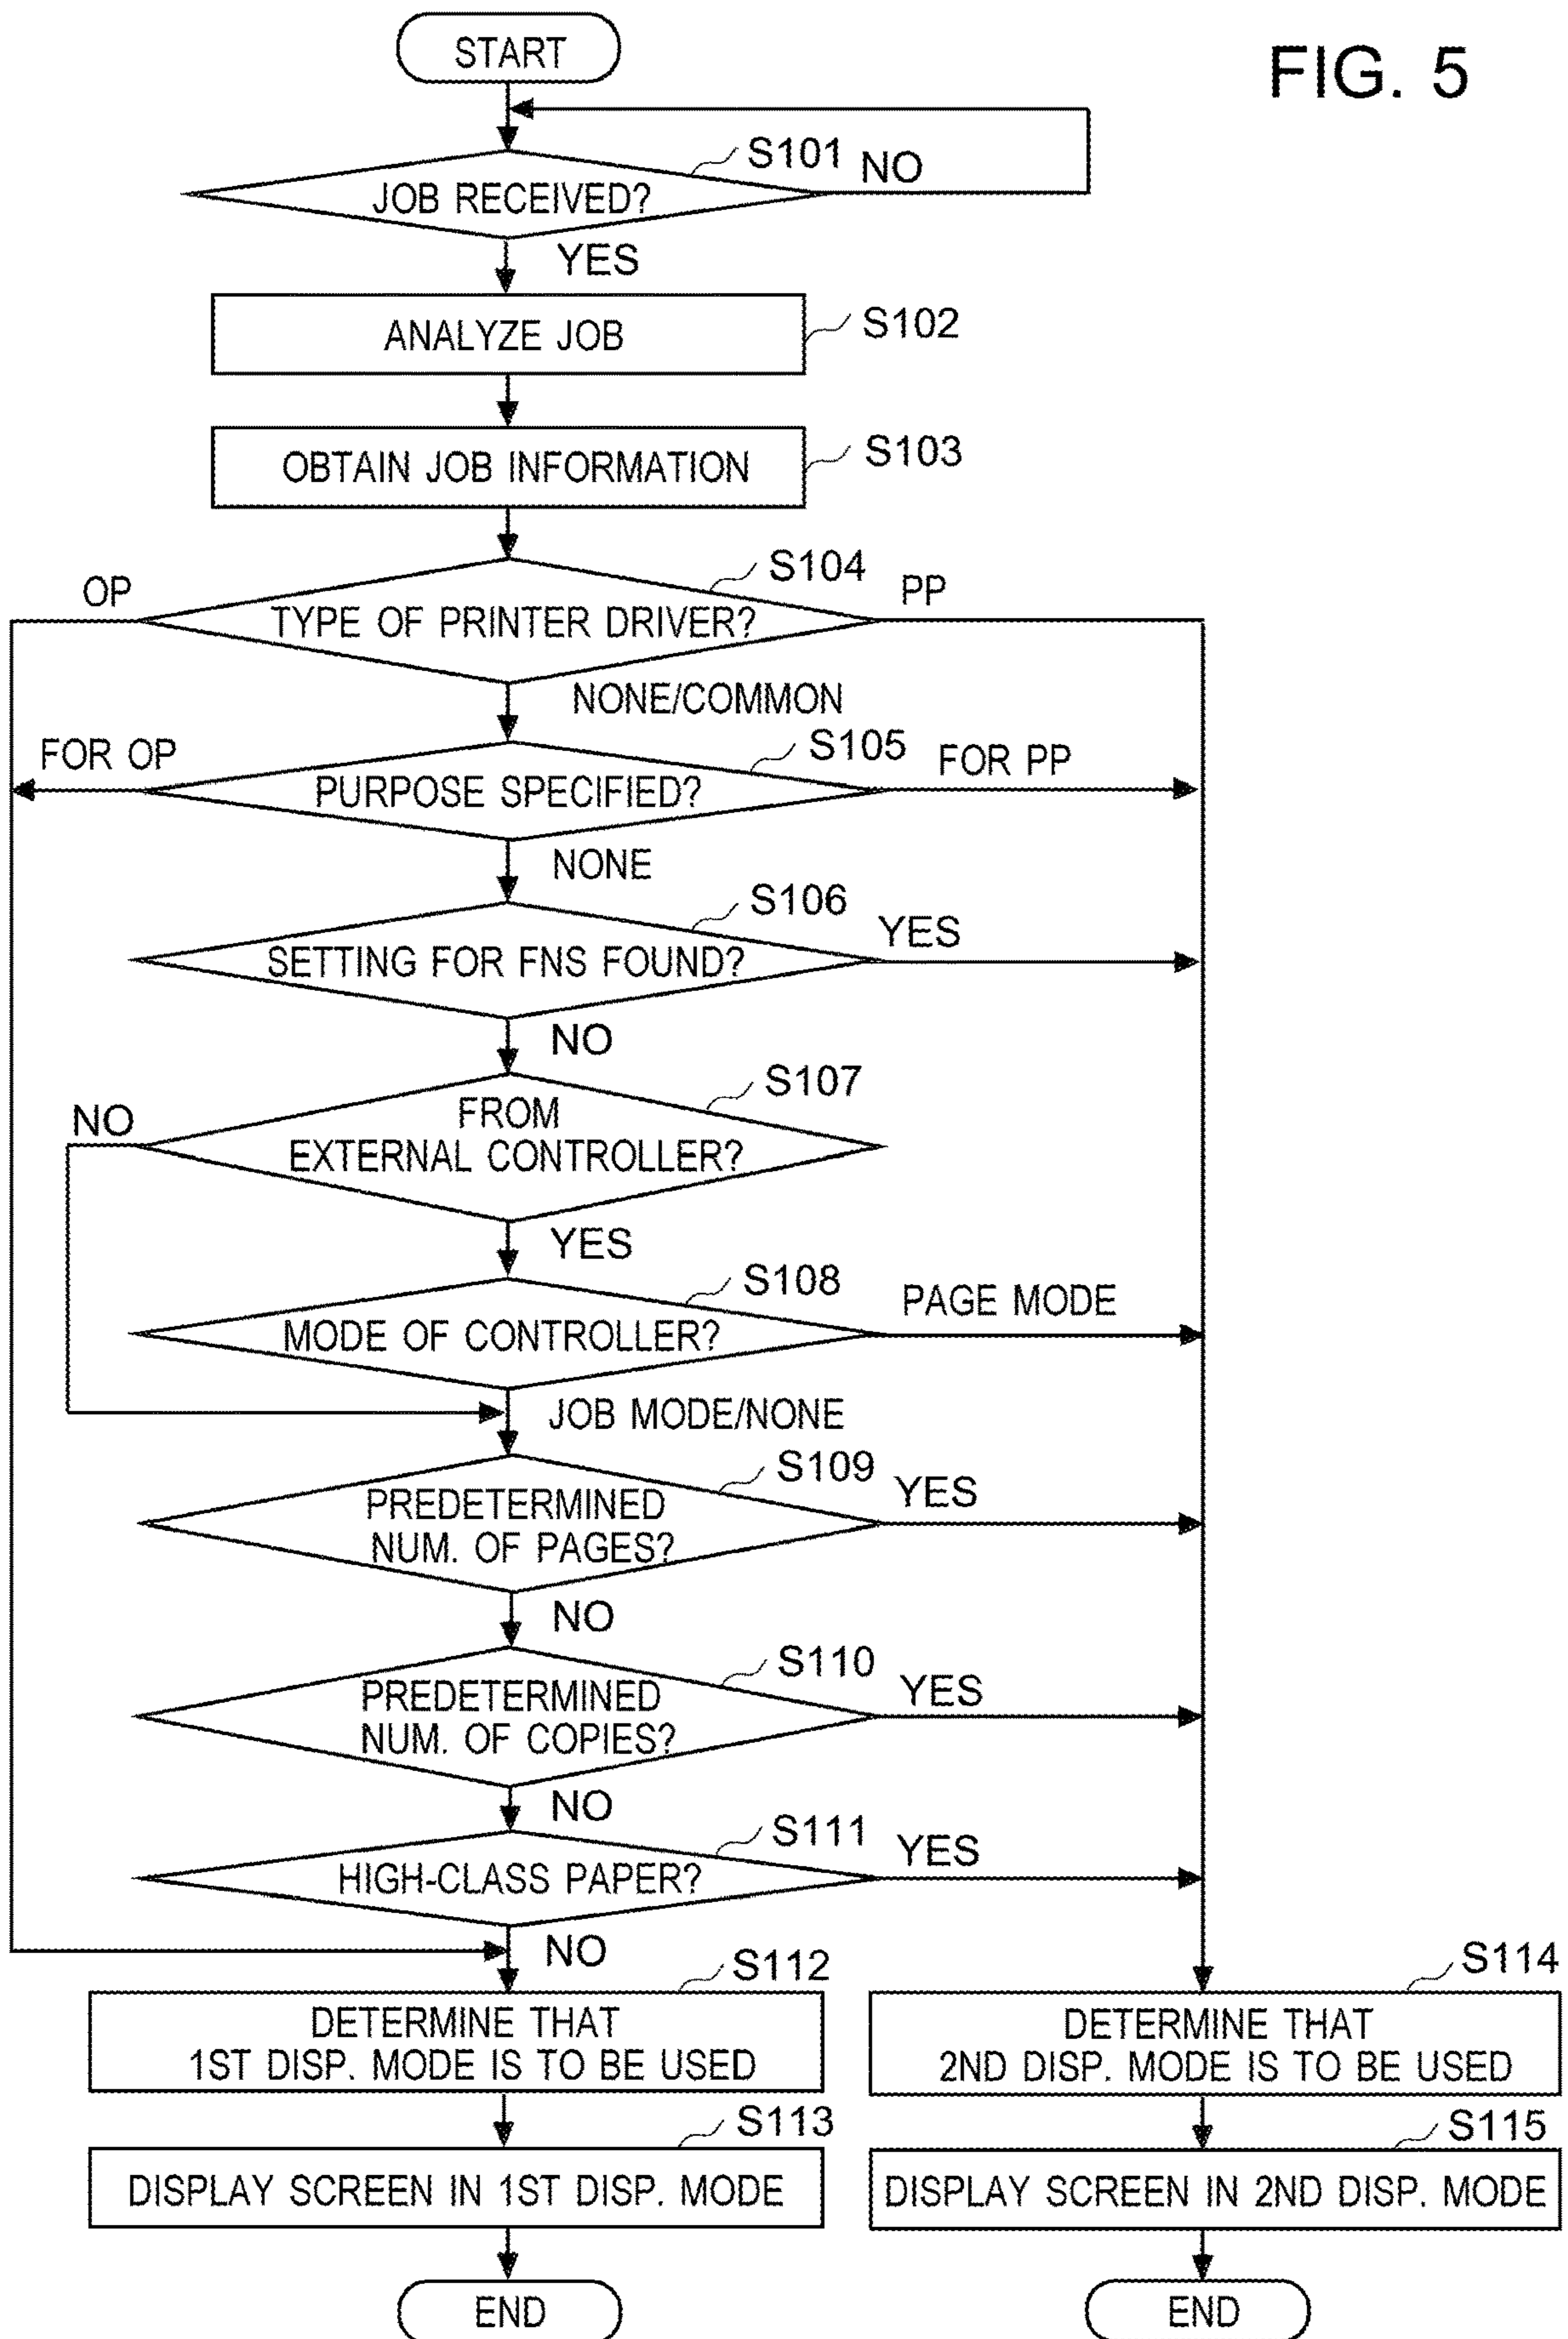 START
FIG. 5
S101
NO
JOB RECEIVED?
YES
ANALYZE JOB
S102
OBTAIN JOB INFORMATION
S103
S104
OP
PP
TYPE OF PRINTER DRIVER?
NONE/COMMON
S105
FOR OP
FOR PP
PURPOSE SPECIFIED?
NONE
S106
YES
SETTING FOR FNS FOUND?
NO
S107
NO
FROM
EXTERNAL CONTROLLER?
YES
S108
PAGE MODE
MODE OF CONTROLLER?
JOB MODE/NONE
S109
YES
PREDETERMINED
NUM. OF PAGES?
NO
S110
YES
PREDETERMINED
NUM. OF COPIES?
NO
S111
YES
HIGH-CLASS PAPER?
NO
S112
S114
DETERMINE THAT
1ST DISP. MODE IS TO BE USED
DETERMINE THAT
2ND DISP. MODE IS TO BE USED
S113
S115
DISPLAY SCREEN IN 1ST DISP. MODE
DISPLAY SCREEN IN 2ND DISP. MODE
END
END